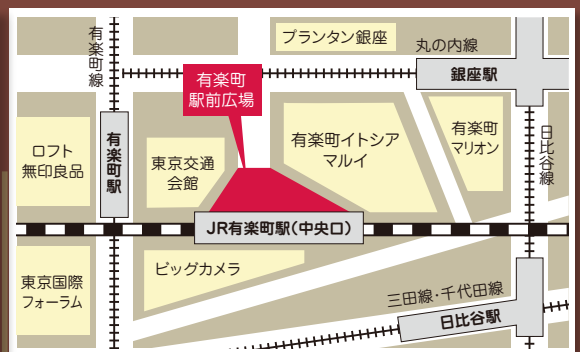 有楽町線
プランタン銀座
丸の内線
銀座駅
有楽町
駅前広場
ロフト
無印良品
有楽町駅
東京交通
会館
有楽町イトシア
マルイ
有楽町
マリオン
日比谷線
JR有楽町駅(中央口)
東京国際
フォーラム
ビッグカメラ
三田線・千代田線
日比谷駅